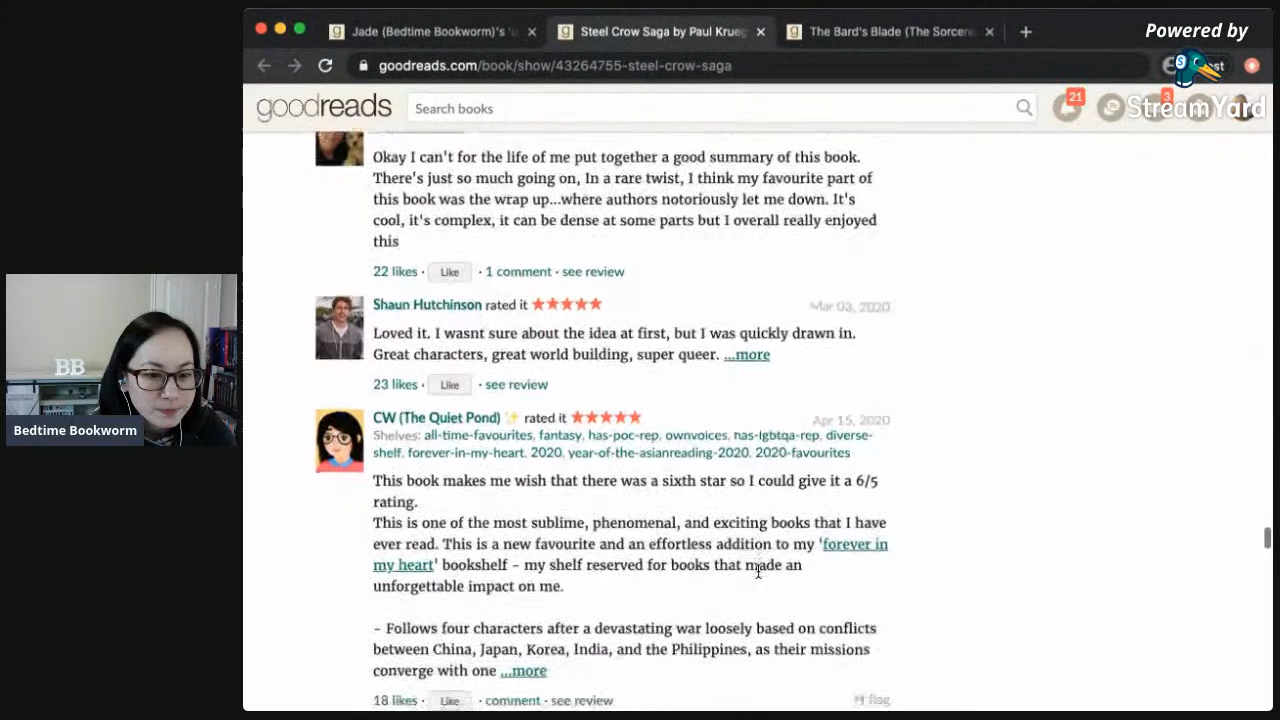 Powered by
StreamYard
Jade (Bedtime Bookworm)'s
Steel Crow Saga by Paul Krueg
The Bard's Blade (The Sorcere
goodreads.com/book/show/43264755-steel-crow-saga
goodreads
Search books
21
3
Okay I can't for the life of me put together a good summary of this book.
There's just so much going on, In a rare twist, I think my favourite part of
this book was the wrap up...where authors notoriously let me down. It's
cool, it's complex, it can be dense at some parts but I overall really enjoyed
this
22 likes · Like · 1 comment · see review
Shaun Hutchinson rated it ★★★★★ Mar 03, 2020
Loved it. I wasnt sure about the idea at first, but I was quickly drawn in.
Great characters, great world building, super queer. ...more
23 likes · Like · see review
CW (The Quiet Pond) ✨ rated it ★★★★★ Apr 15, 2020
Shelves: all-time-favourites, fantasy, has-poc-rep, ownvoices, has-lgbtqa-rep, diverse-
shelf, forever-in-my-heart, 2020, year-of-the-asianreading-2020, 2020-favourites
This book makes me wish that there was a sixth star so I could give it a 6/5
rating.
This is one of the most sublime, phenomenal, and exciting books that I have
ever read. This is a new favourite and an effortless addition to my 'forever in
my heart' bookshelf - my shelf reserved for books that made an
unforgettable impact on me.
- Follows four characters after a devastating war loosely based on conflicts
between China, Japan, Korea, India, and the Philippines, as their missions
converge with one ...more
18 likes · Like · comment · see review flag
BB
Bedtime Bookworm